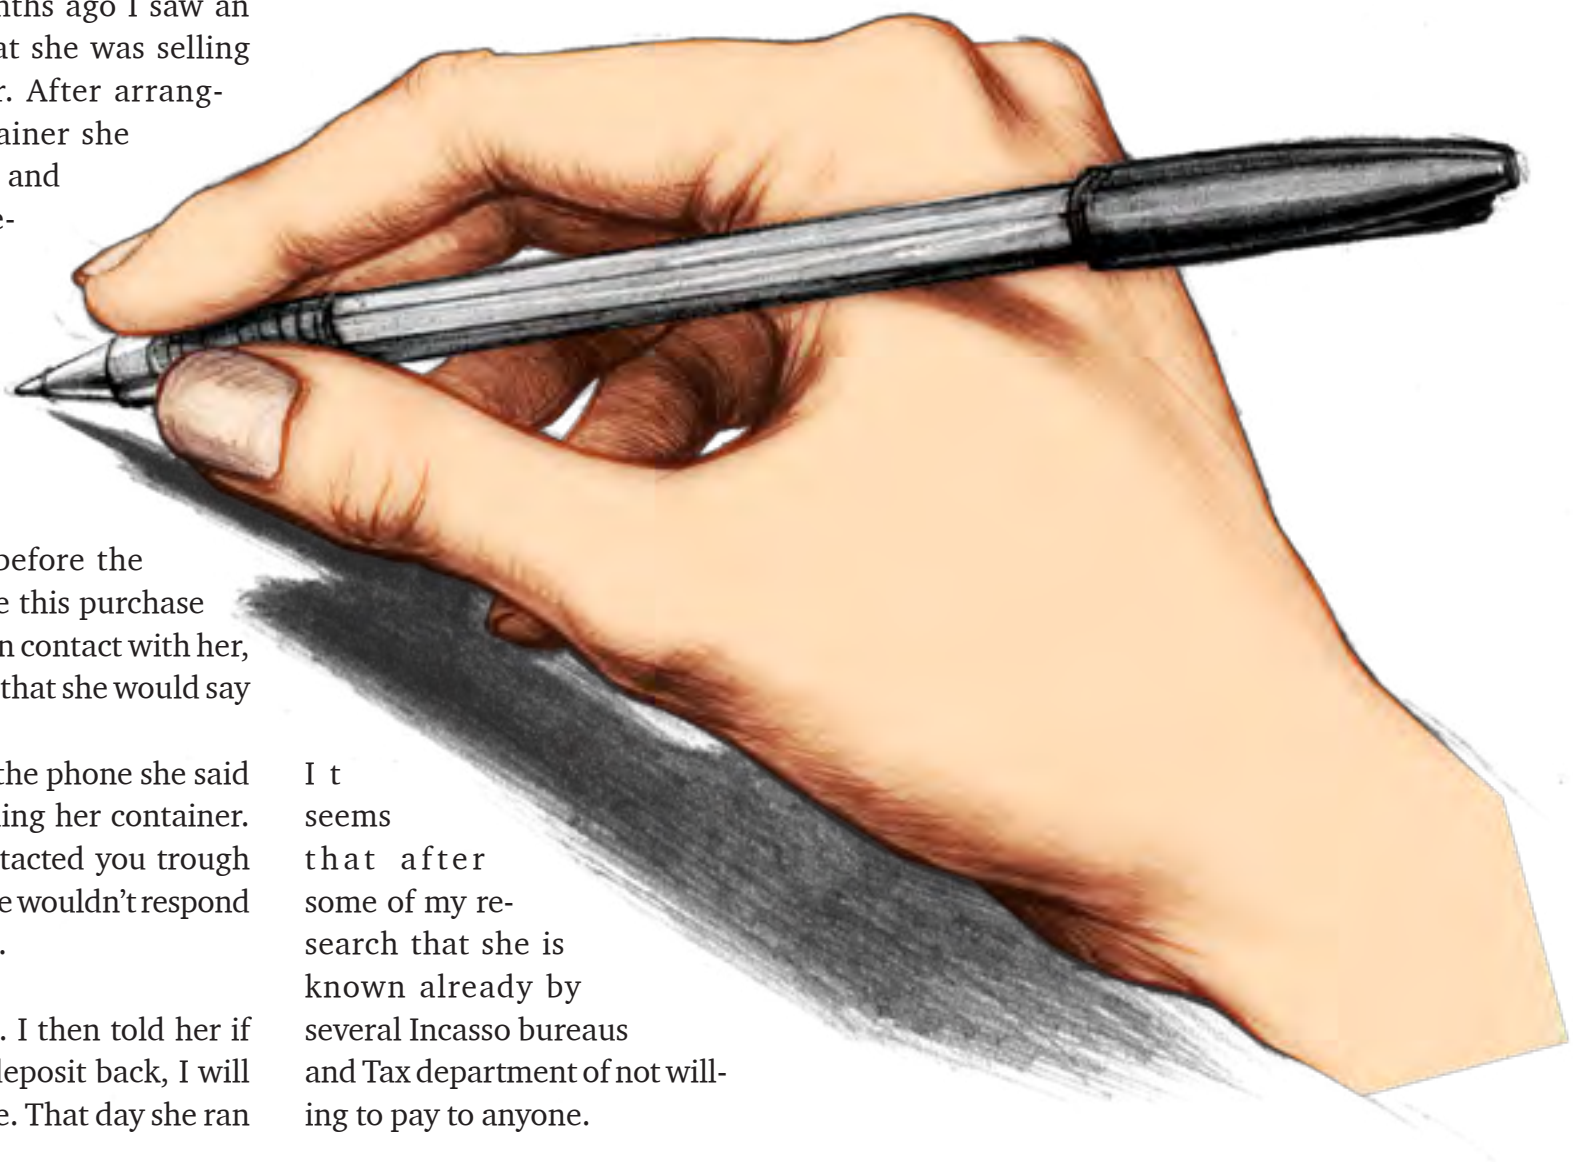 nths ago I saw an
at she was selling
r. After arrang-
ainer she
and
e-
before the
e this purchase
n contact with her,
that she would say
the phone she said
ing her container.
tacted you trough
e wouldn't respond
.
. I then told her if
deposit back, I will
e. That day she ran
I t
seems
that after
some of my re-
search that she is
known already by
several Incasso bureaus
and Tax department of not will-
ing to pay to anyone.